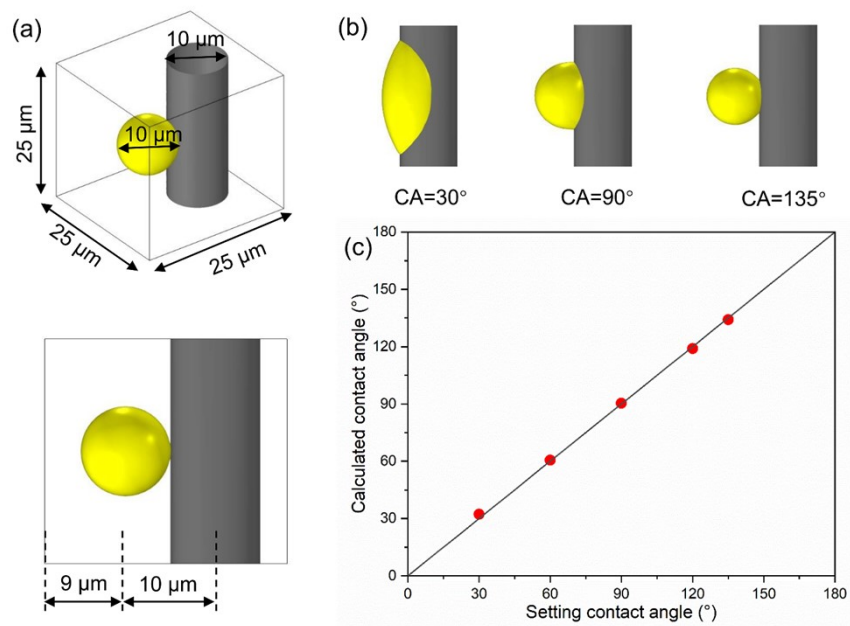 (a)
10 µm
10 µm
25 µm
25 µm
25 µm
9 µm
10 µm
(b)
CA=30°
CA=90°
CA=135°
(c)
180
150
120
90
60
30
0
0
30
60
90
120
150
180
Calculated contact angle (°)
Setting contact angle (°)